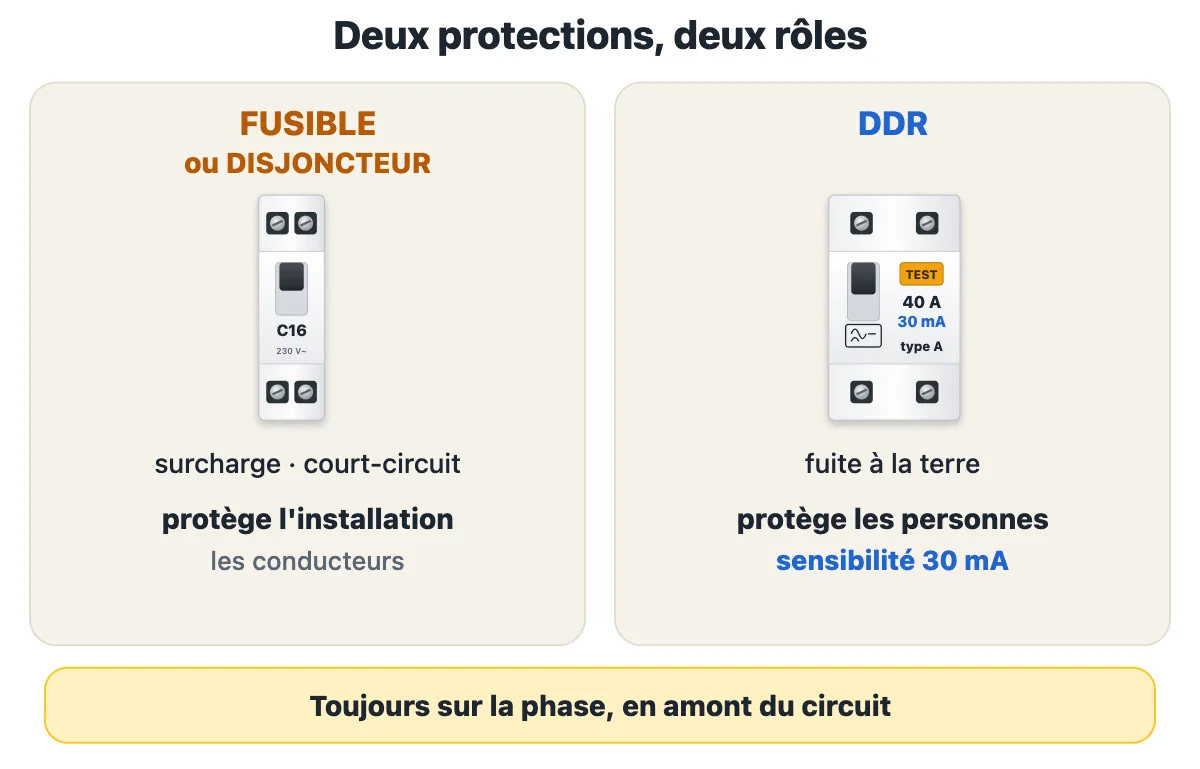 Deux protections, deux rôles
FUSIBLE
ou DISJONCTEUR
C16
230 V~
surcharge · court-circuit
protège l'installation
les conducteurs
DDR
TEST
40 A
30 mA
type A
fuite à la terre
protège les personnes
sensibilité 30 mA
Toujours sur la phase, en amont du circuit